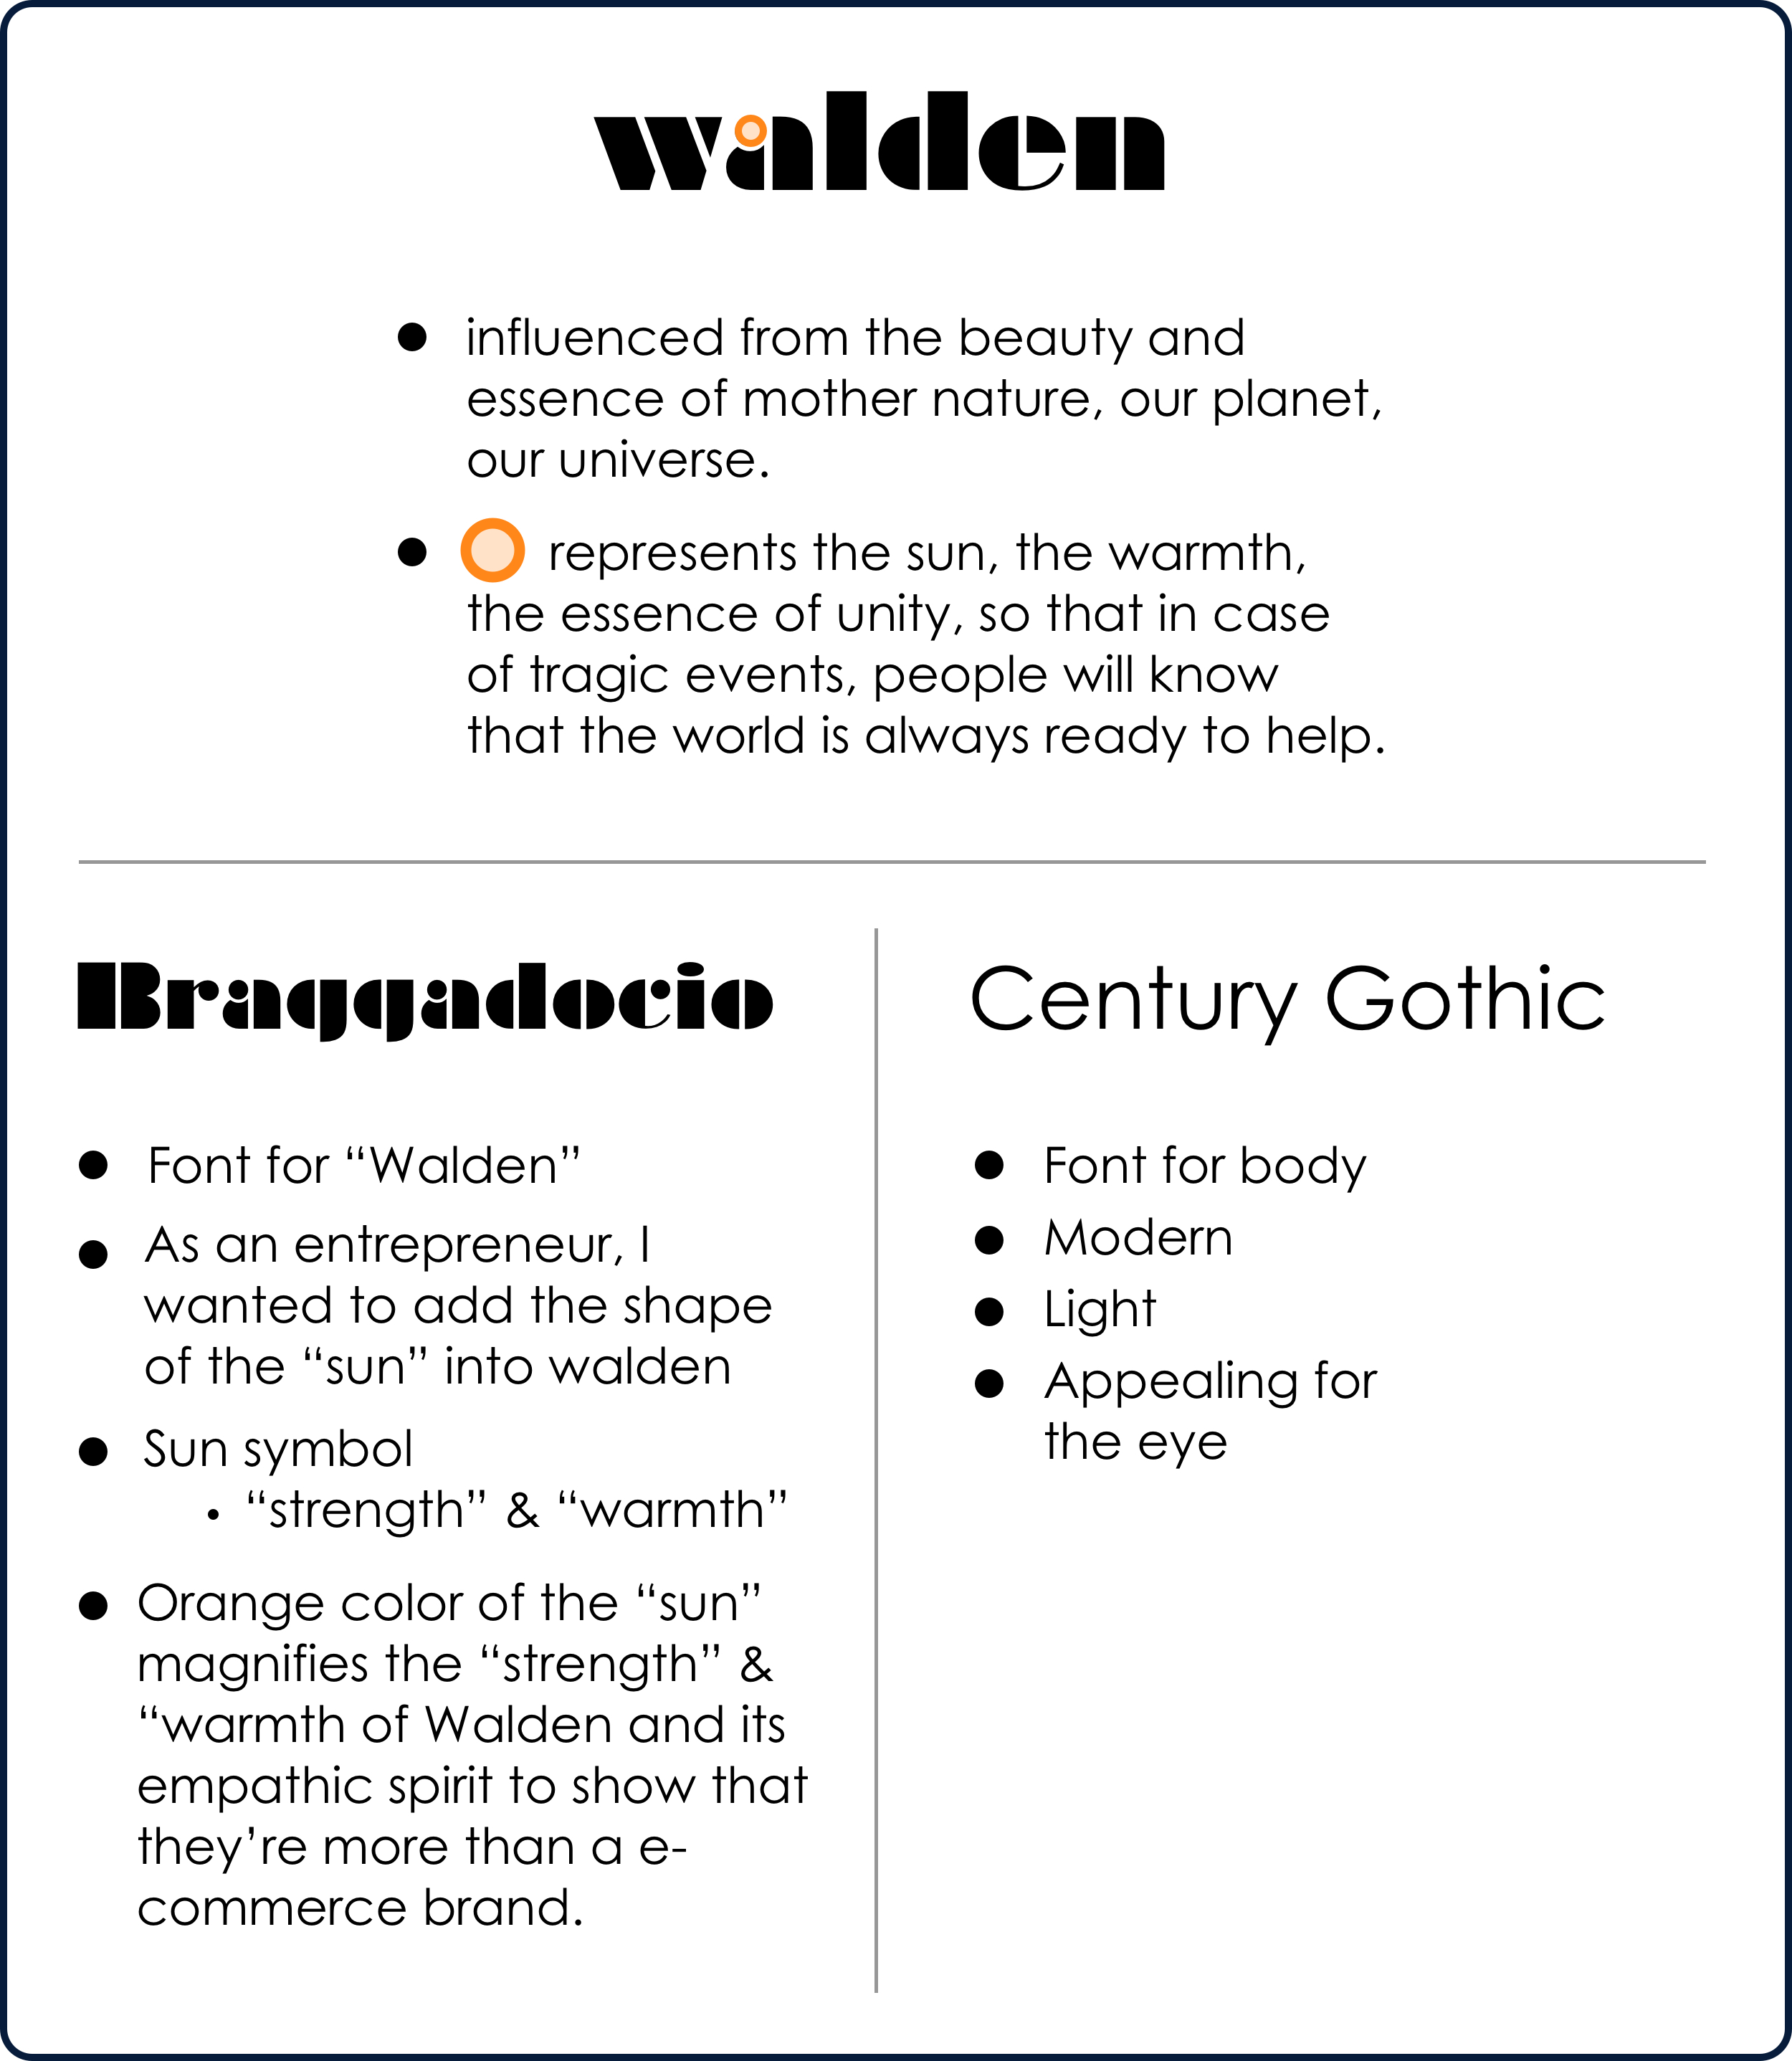 walden
● influenced from the beauty and
essence of mother nature, our planet,
our universe.
● represents the sun, the warmth,
the essence of unity, so that in case
of tragic events, people will know
that the world is always ready to help.
Braggadocio
● Font for “Walden”
● As an entrepreneur, I
wanted to add the shape
of the “sun” into walden
● Sun symbol
• “strength” & “warmth”
● Orange color of the “sun”
magnifies the “strength” &
“warmth of Walden and its
empathic spirit to show that
they’re more than a e-
commerce brand.
Century Gothic
● Font for body
● Modern
● Light
● Appealing for
the eye